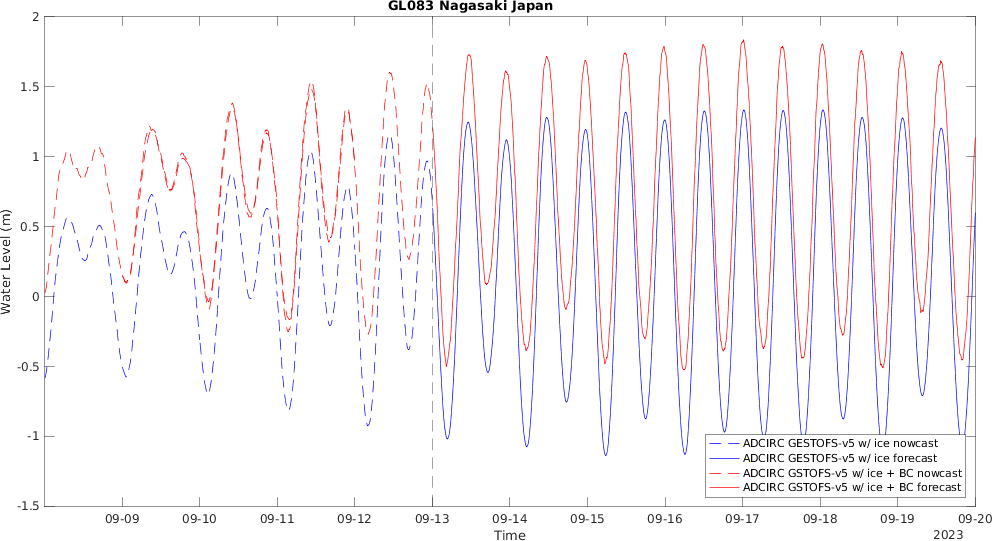 GL083 Nagasaki Japan
2
1.5
1
0.5
0
-0.5
-1
-1.5
Water Level (m)
ADCIRC GESTOFS-v5 w/ ice nowcast
ADCIRC GESTOFS-v5 w/ ice forecast
ADCIRC GSTOFS-v5 w/ ice + BC nowcast
ADCIRC GSTOFS-v5 w/ ice + BC forecast
09-09 09-10 09-11 09-12 09-13 09-14 09-15 09-16 09-17 09-18 09-19 09-20
Time
2023